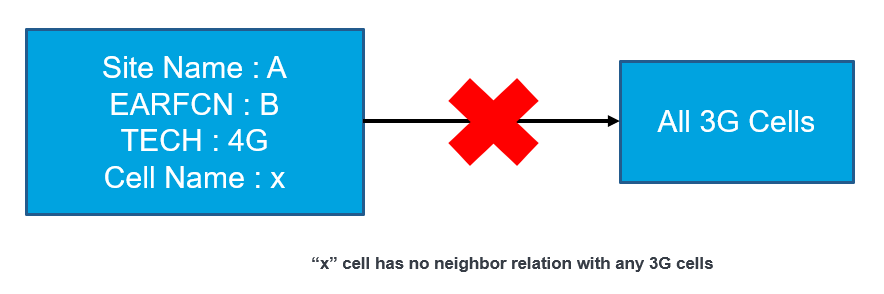 Site Name : A
EARFCN : B
TECH : 4G
Cell Name : x
All 3G Cells
“x” cell has no neighbor relation with any 3G cells